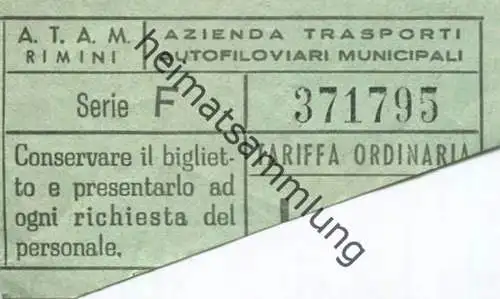 A. T. A. M.
RIMINI
AZIENDA TRASPORTI
AUTOFILOVIARI MUNICIPALI
Serie F
371795
Conservare il bigliet-
to e presentarlo ad
ogni richiesta del
personale.
TARIFFA ORDINARIA
heimatsammlung